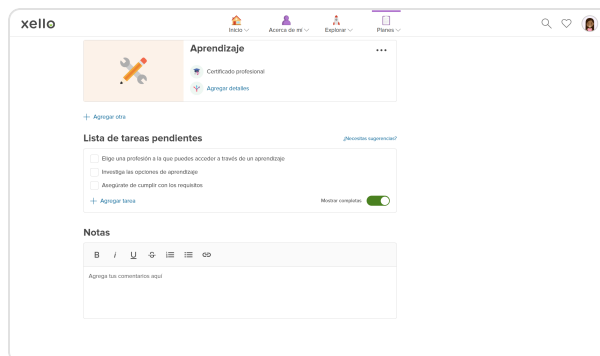 xello
Inicio
Acerca de mí
Explorar
Planes
Aprendizaje
Certificado profesional
Agregar detalles
Agregar otra
Lista de tareas pendientes
¿Necesitas sugerencias?
Elige una profesión a la que puedes acceder a través de un aprendizaje
Investiga las opciones de aprendizaje
Asegúrate de cumplir con los requisitos
Agregar tarea
Mostrar completas
Notas
B i U S
Agrega tus comentarios aquí